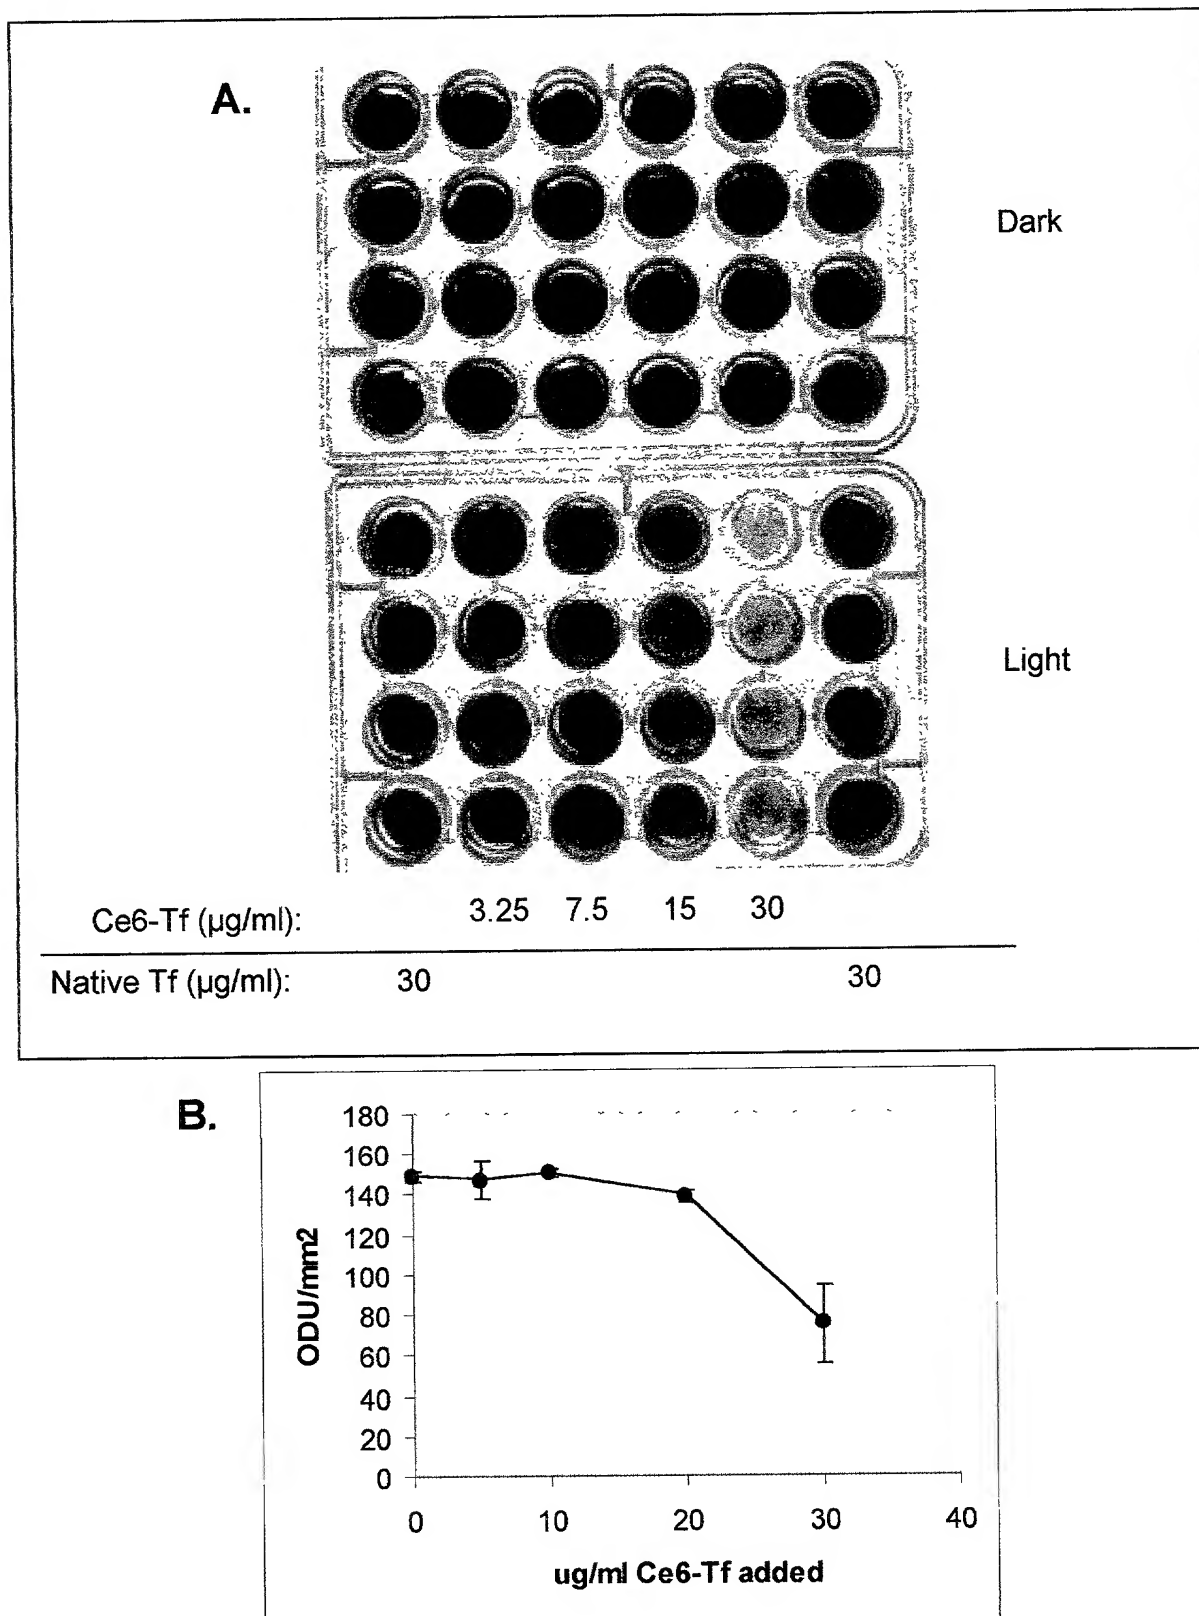 A.
Dark
Light
Ce6-Tf (µg/ml): 3.25 7.5 15 30
Native Tf (µg/ml): 30 30
B.
180
160
140
120
100
80
60
40
20
0
ODU/mm2
0 10 20 30 40
ug/ml Ce6-Tf added